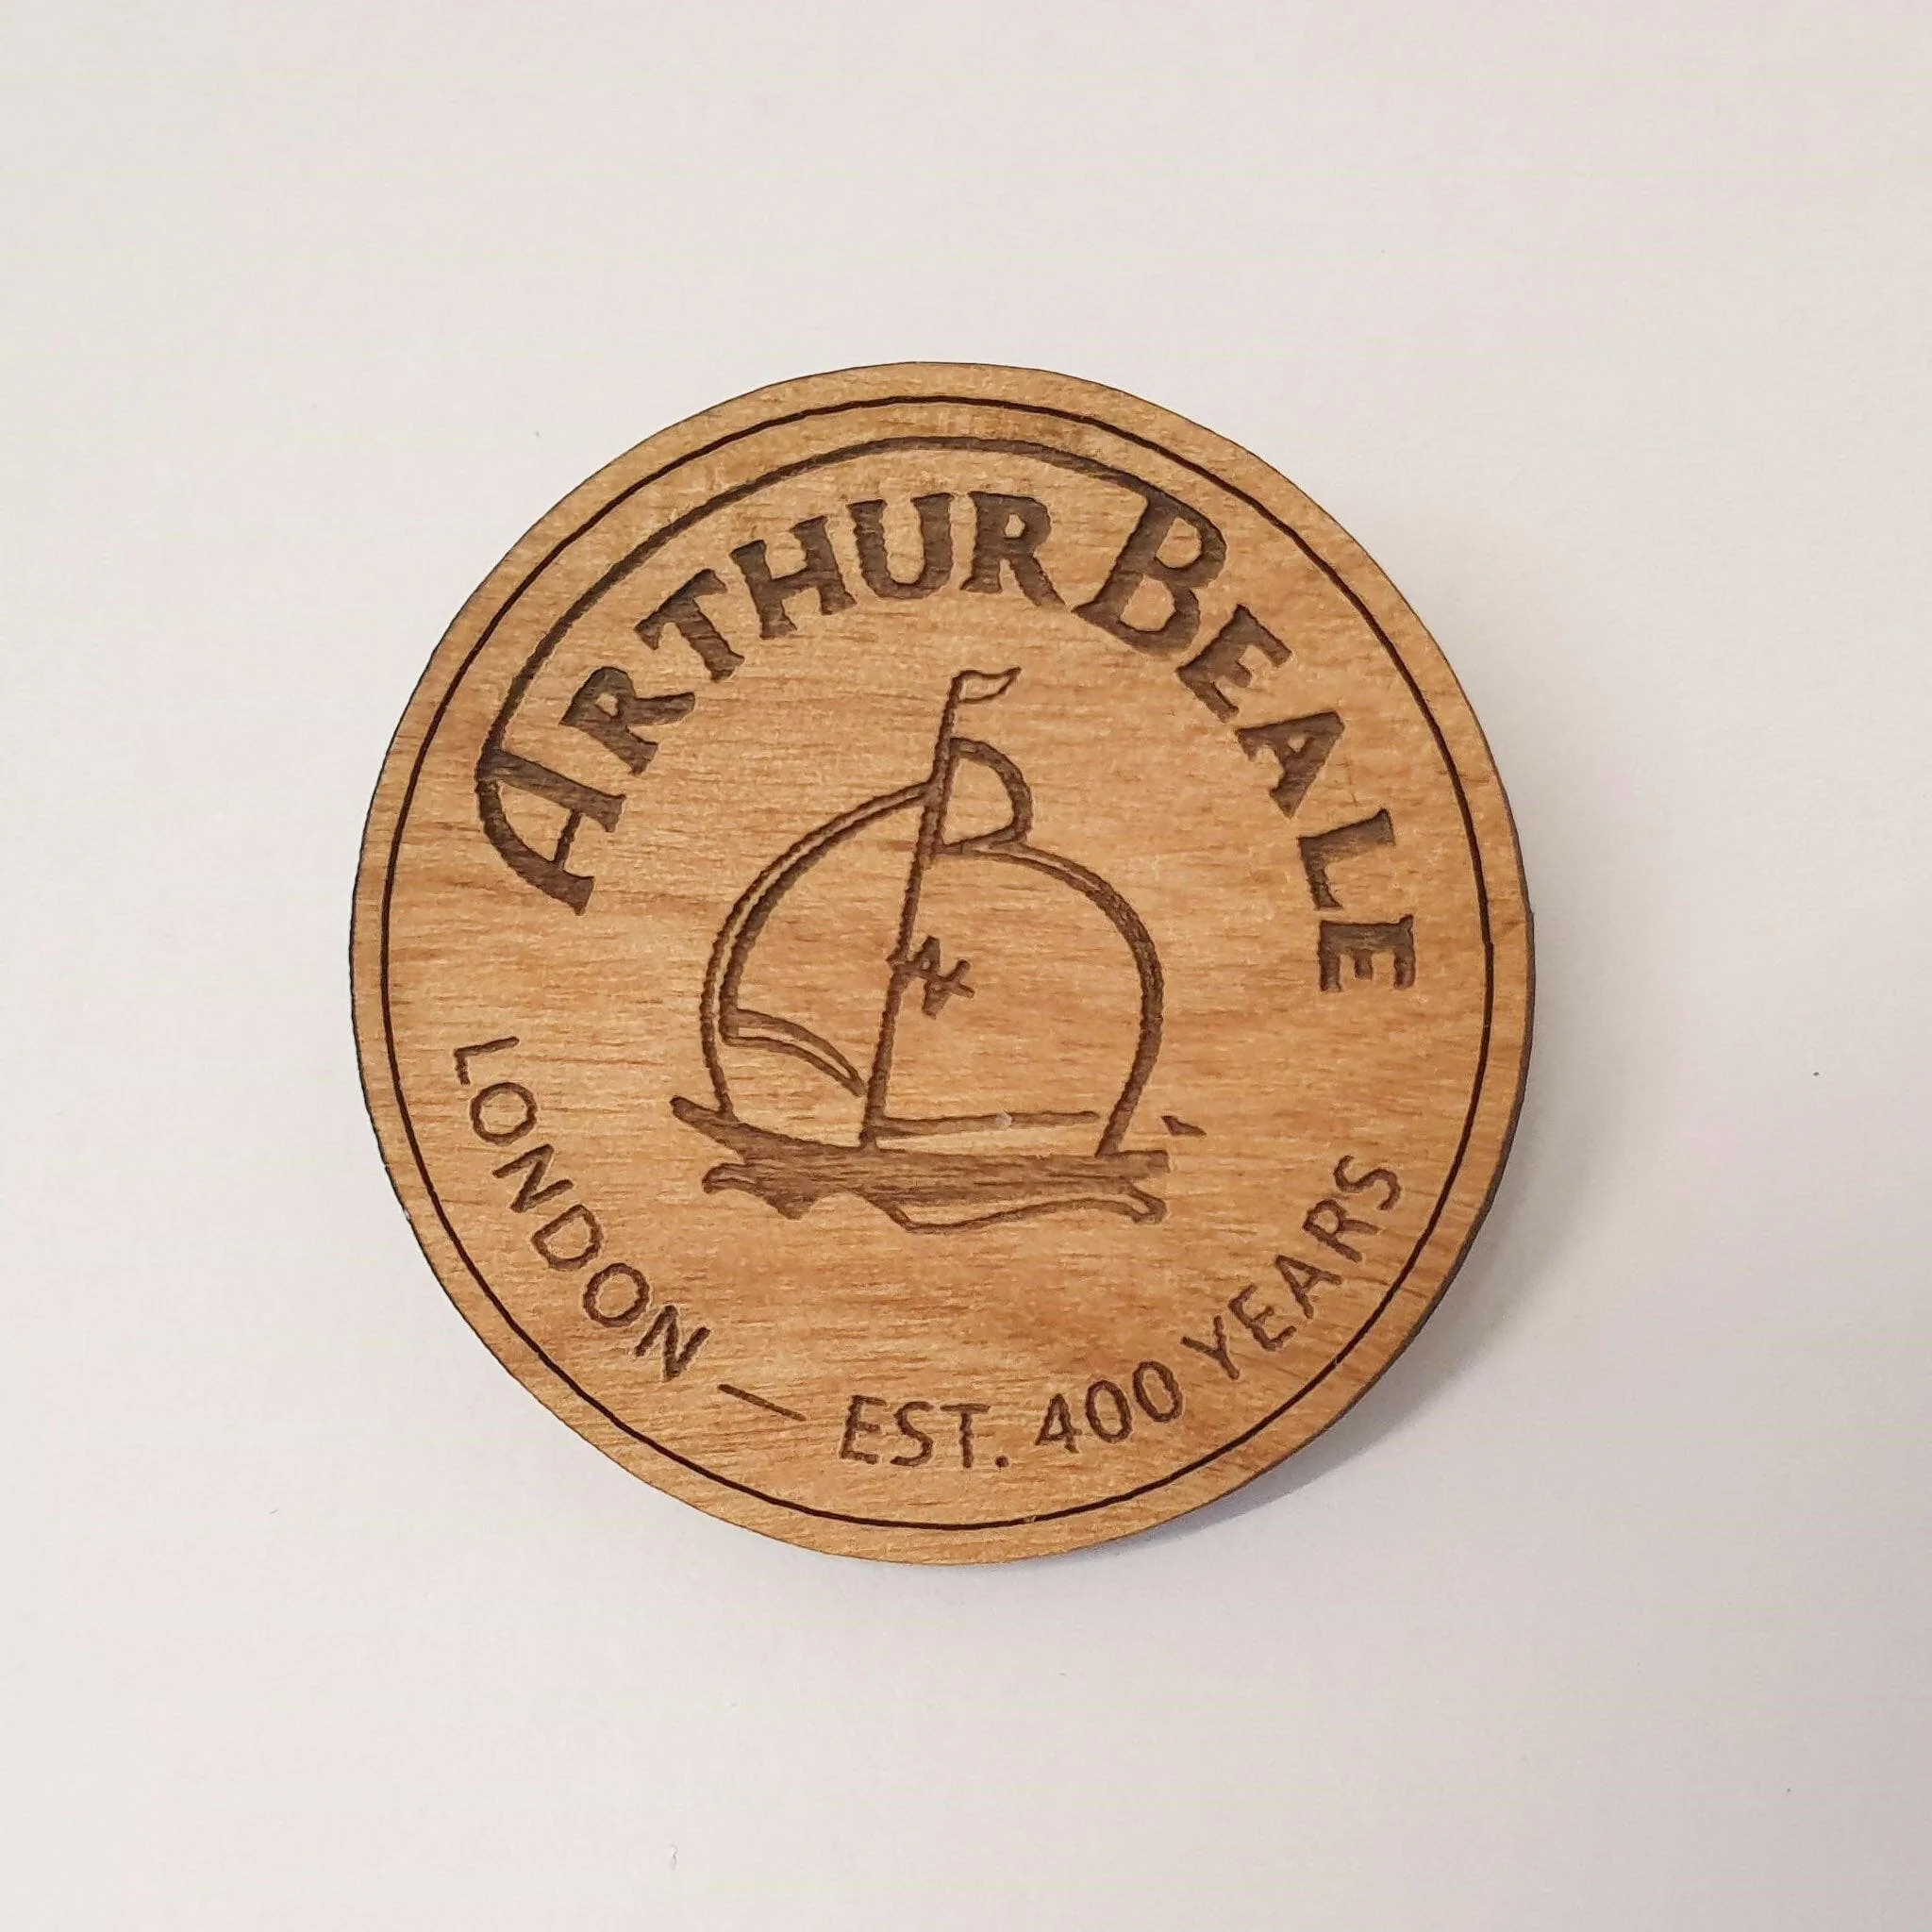 ARTHUR BEALE
LONDON — EST. 400 YEARS